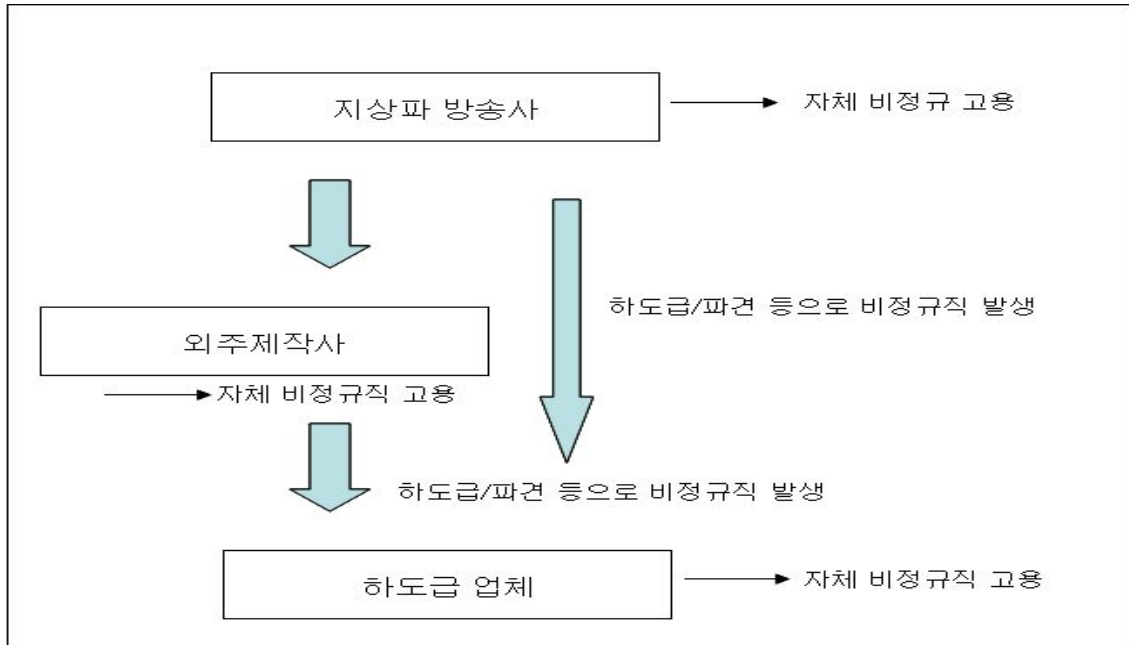 지상파 방송사
자체 비정규 고용
하도급/파견 등으로 비정규직 발생
외주제작사
자체 비정규직 고용
하도급/파견 등으로 비정규직 발생
하도급 업체
자체 비정규직 고용